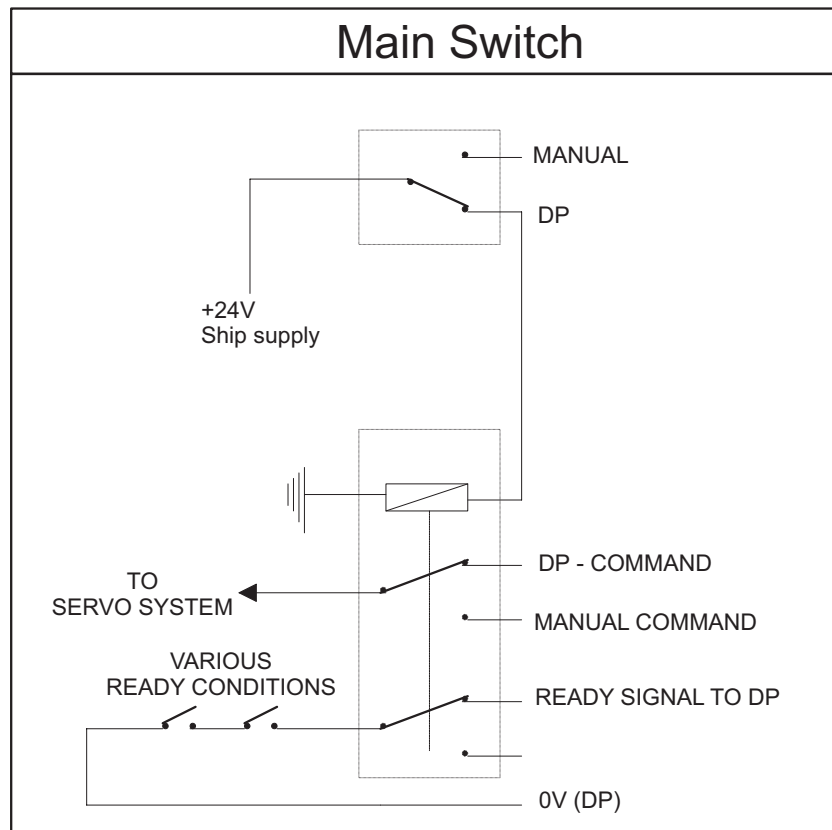 Main Switch
MANUAL
DP
+24V
Ship supply
DP - COMMAND
TO
SERVO SYSTEM
MANUAL COMMAND
VARIOUS
READY CONDITIONS
READY SIGNAL TO DP
0V (DP)